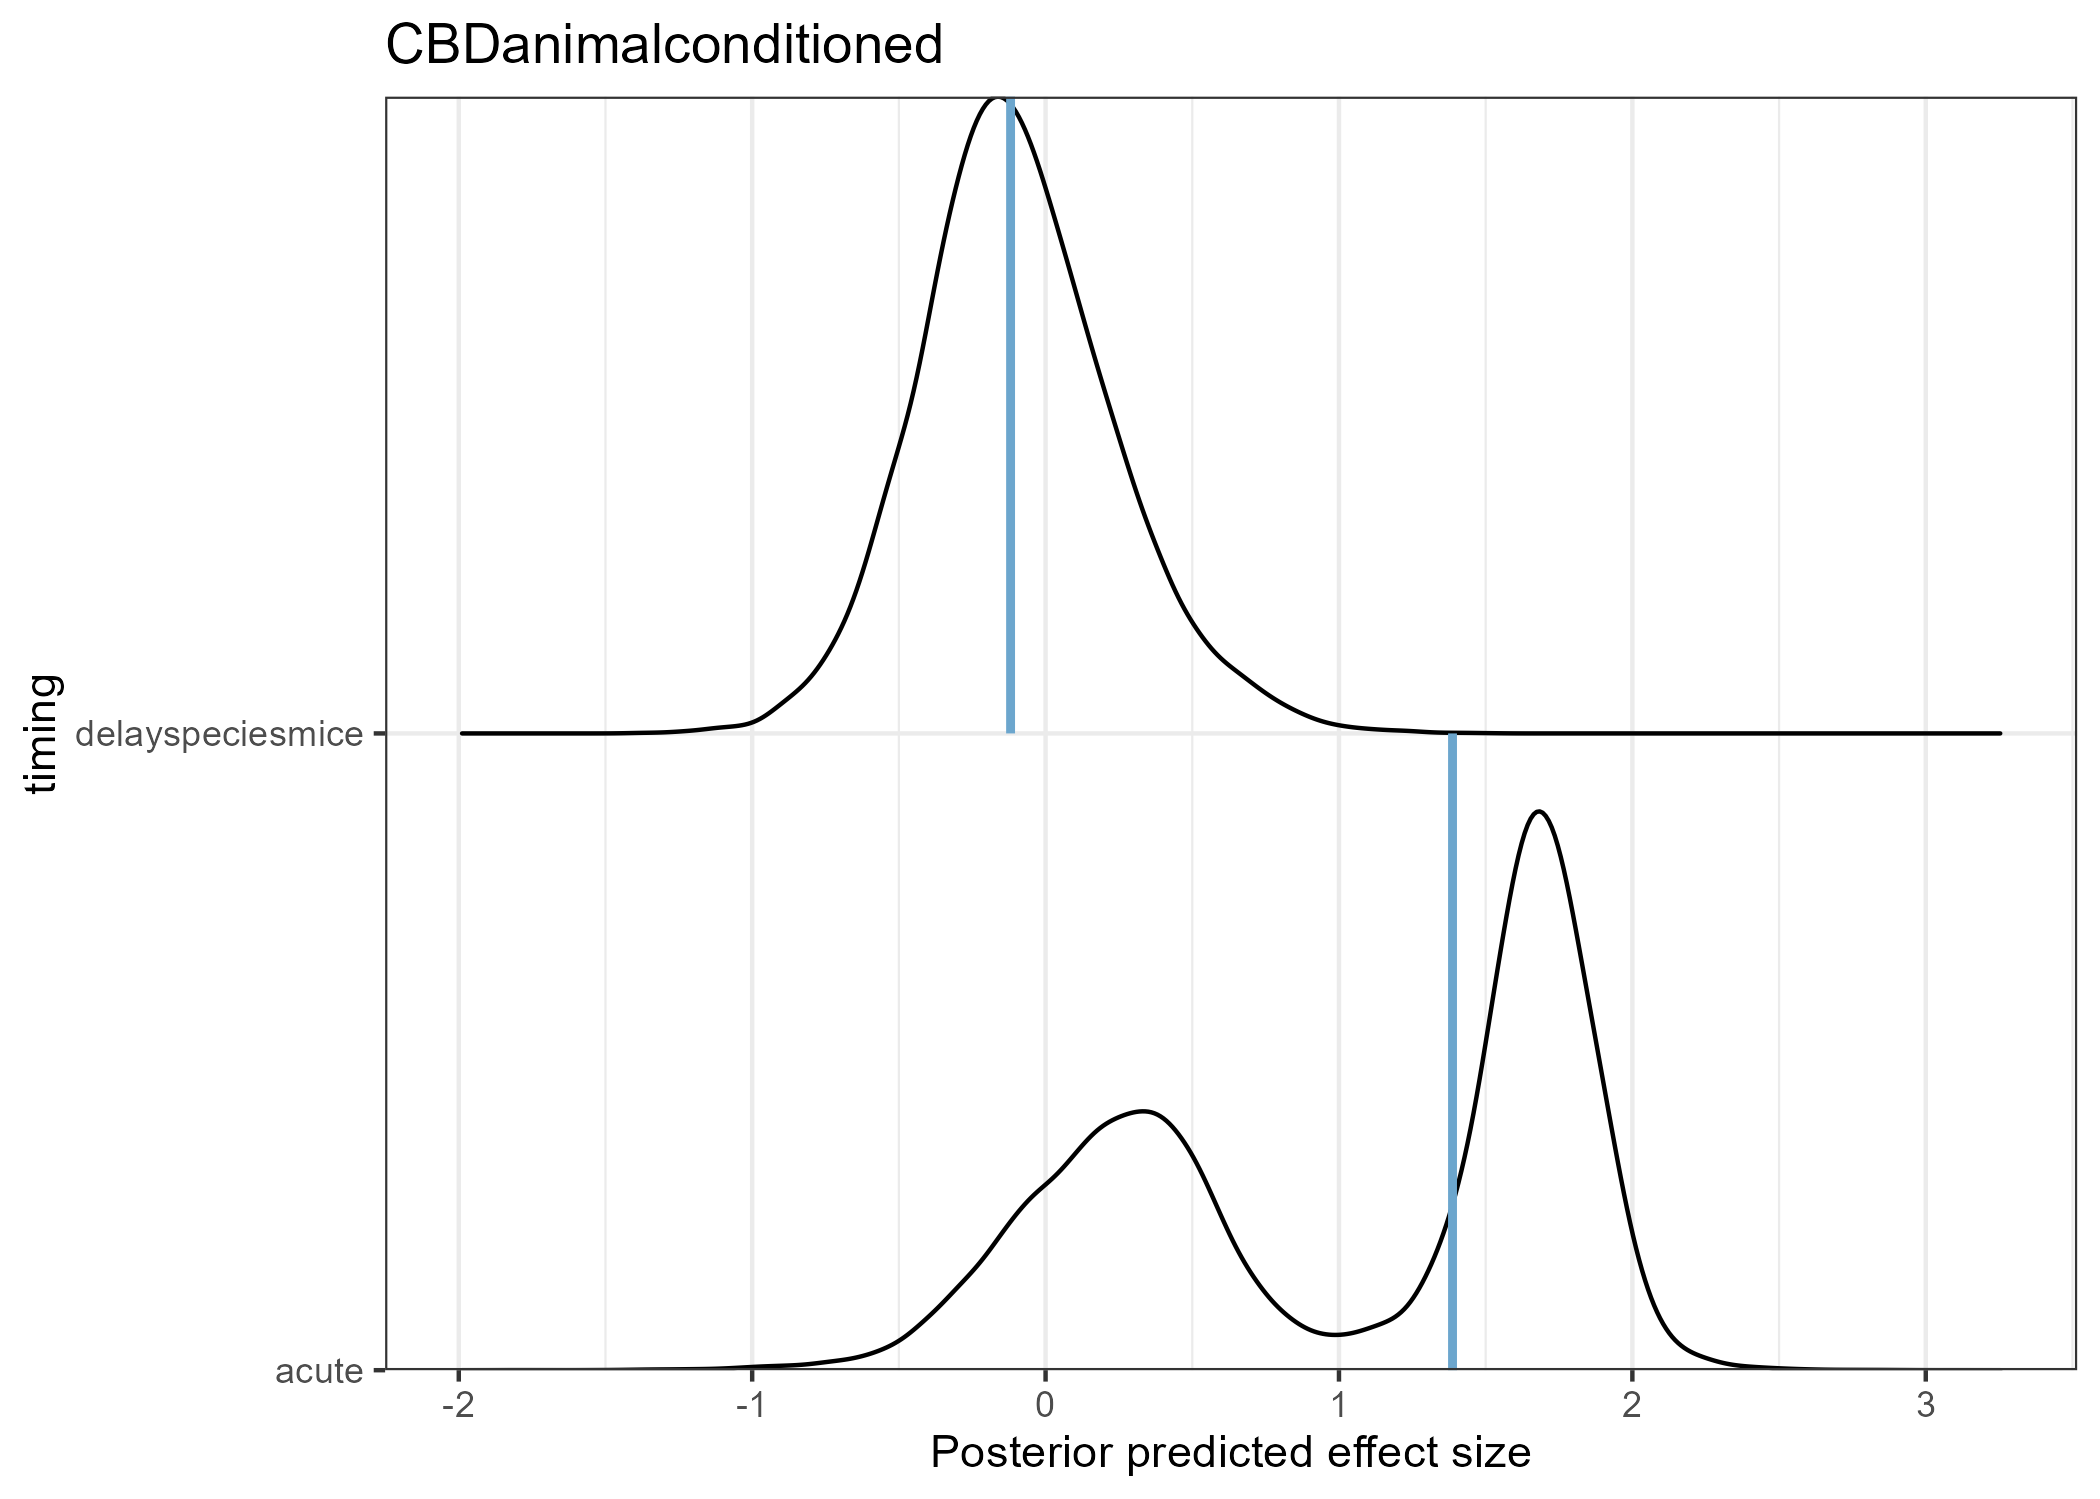 CBDanimalconditioned
timing
delayspeciesmice
acute
-2 -1 0 1 2 3
Posterior predicted effect size